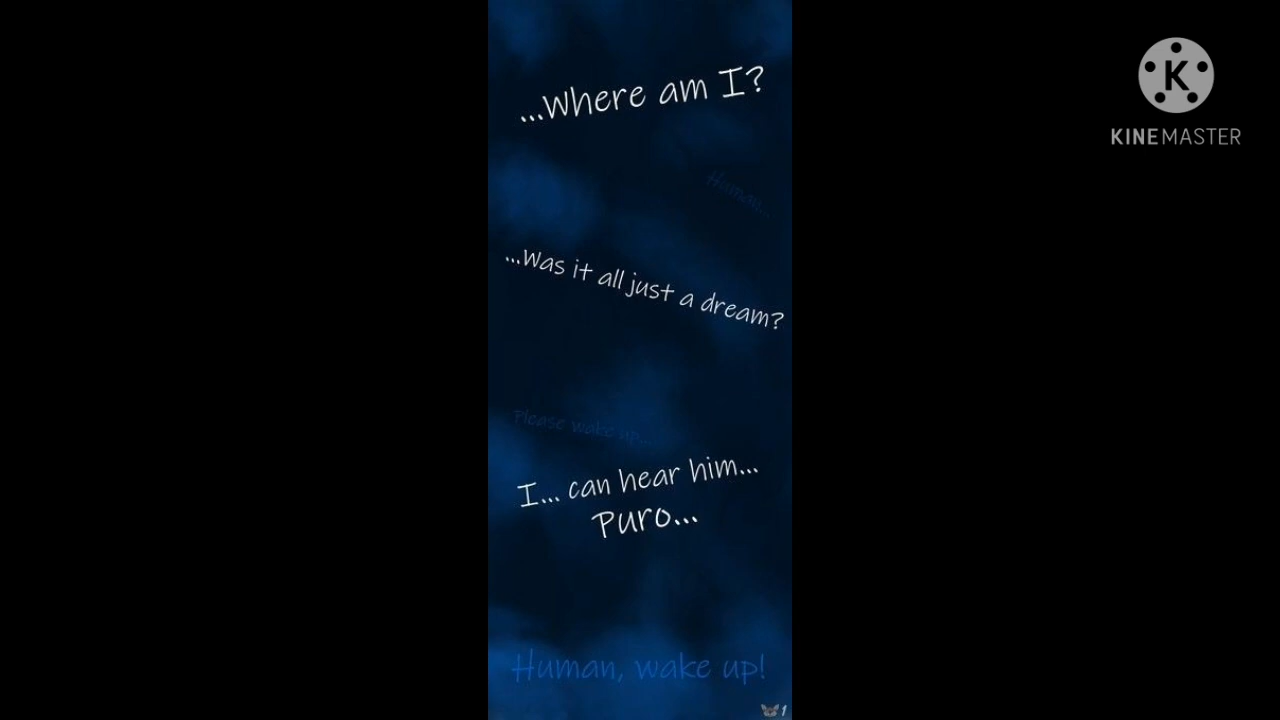 ...Where am I?
Human...
...Was it all just a dream?
Please wake up...
I... can hear him...
Puro...
Human, wake up!
1
K
KINEMASTER